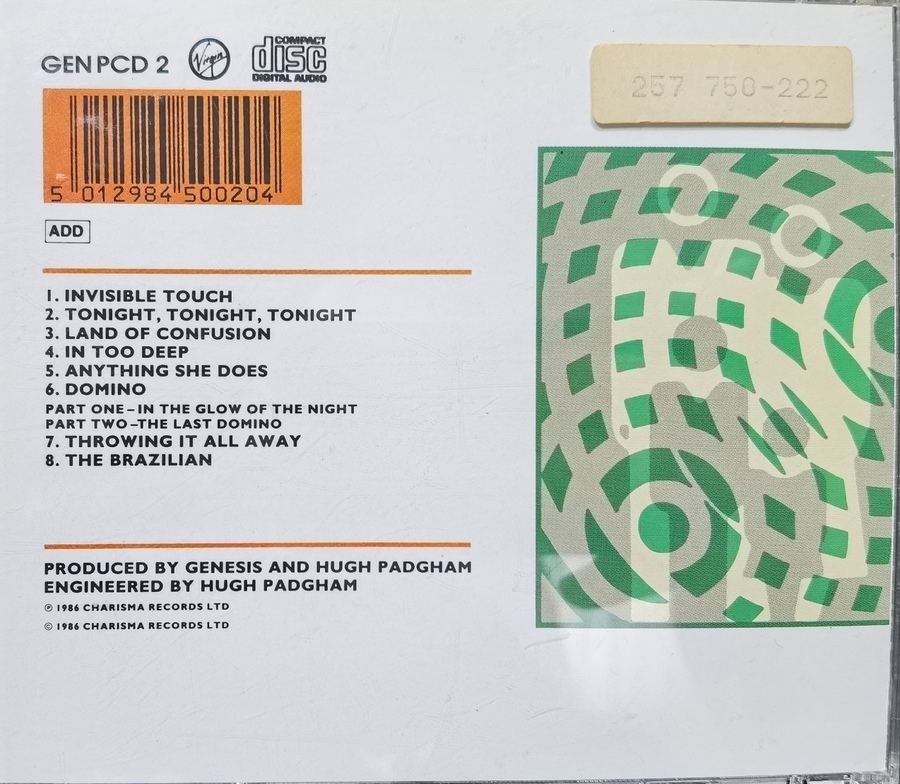 GENPCD 2
Virgin
COMPACT
disc
DIGITAL AUDIO
257 750-222
5 012984 500204
ADD
1. INVISIBLE TOUCH
2. TONIGHT, TONIGHT, TONIGHT
3. LAND OF CONFUSION
4. IN TOO DEEP
5. ANYTHING SHE DOES
6. DOMINO
PART ONE–IN THE GLOW OF THE NIGHT
PART TWO–THE LAST DOMINO
7. THROWING IT ALL AWAY
8. THE BRAZILIAN
PRODUCED BY GENESIS AND HUGH PADGHAM
ENGINEERED BY HUGH PADGHAM
℗ 1986 CHARISMA RECORDS LTD
© 1986 CHARISMA RECORDS LTD